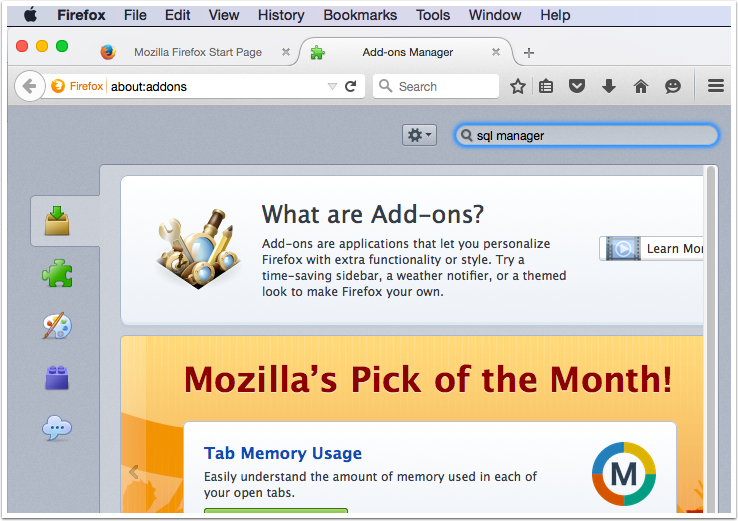 Firefox File Edit View History Bookmarks Tools Window Help
Mozilla Firefox Start Page
Add-ons Manager
Firefox about:addons
Search
sql manager
What are Add-ons?
Add-ons are applications that let you personalize
Firefox with extra functionality or style. Try a
time-saving sidebar, a weather notifier, or a themed
look to make Firefox your own.
Learn Mor
Mozilla’s Pick of the Month!
Tab Memory Usage
Easily understand the amount of memory used in each of
your open tabs.
M